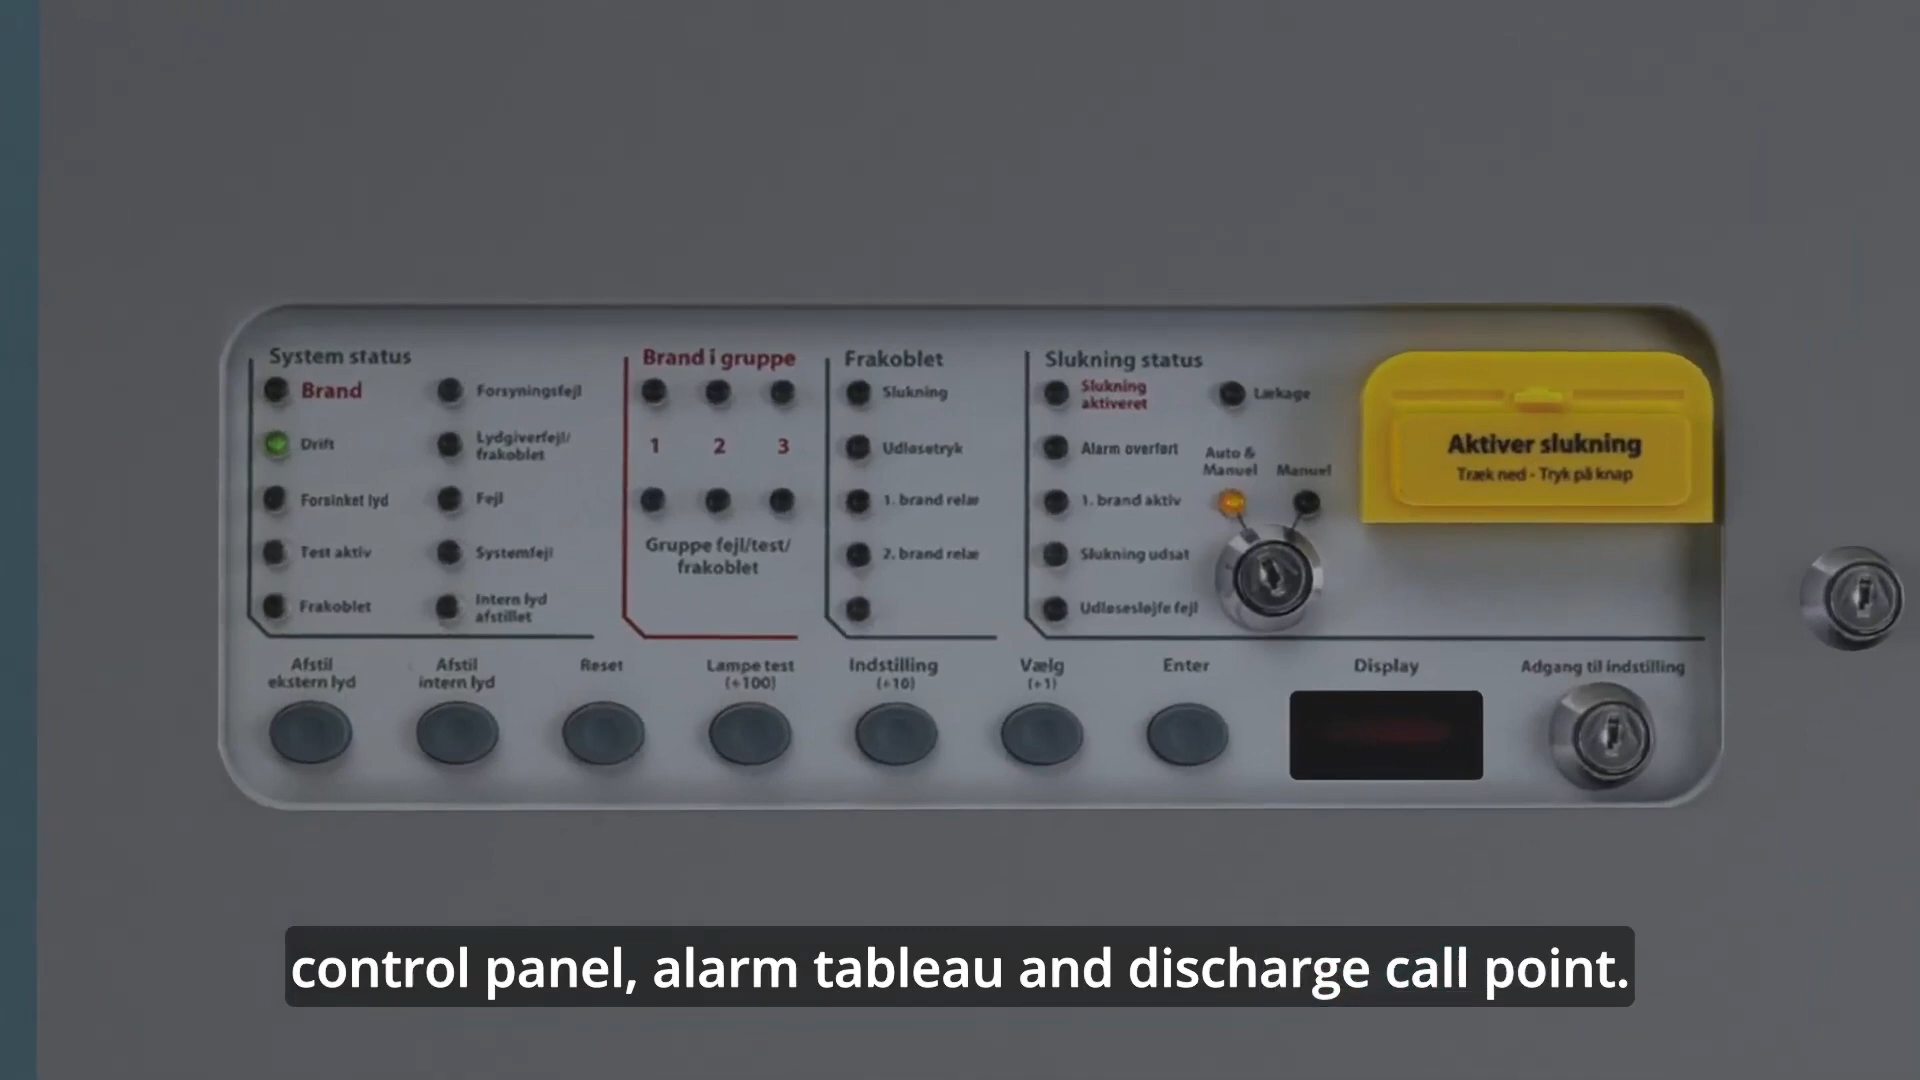 System status
Brand
Drift
Forsinket lyd
Test aktiv
Frakoblet
Forsyningsfejl
Lydgiverfejl/
frakoblet
Fejl
Systemfejl
Intern lyd
afstillet
Brand i gruppe
1 2 3
Gruppe fejl/test/
frakoblet
Frakoblet
Slukning
Udløsetryk
1. brand relæ
2. brand relæ
Slukning status
Slukning
aktiveret
Alarm overført
1. brand aktiv
Slukning udsat
Udløsesløjfe fejl
Lækage
Auto &
Manuel
Manuel
Aktiver slukning
Træk ned - Tryk på knap
Afstil
ekstern lyd
Afstil
intern lyd
Reset
Lampe test
(+100)
Indstilling
(+10)
Vælg
(+1)
Enter
Display
Adgang til indstilling
control panel, alarm tableau and discharge call point.